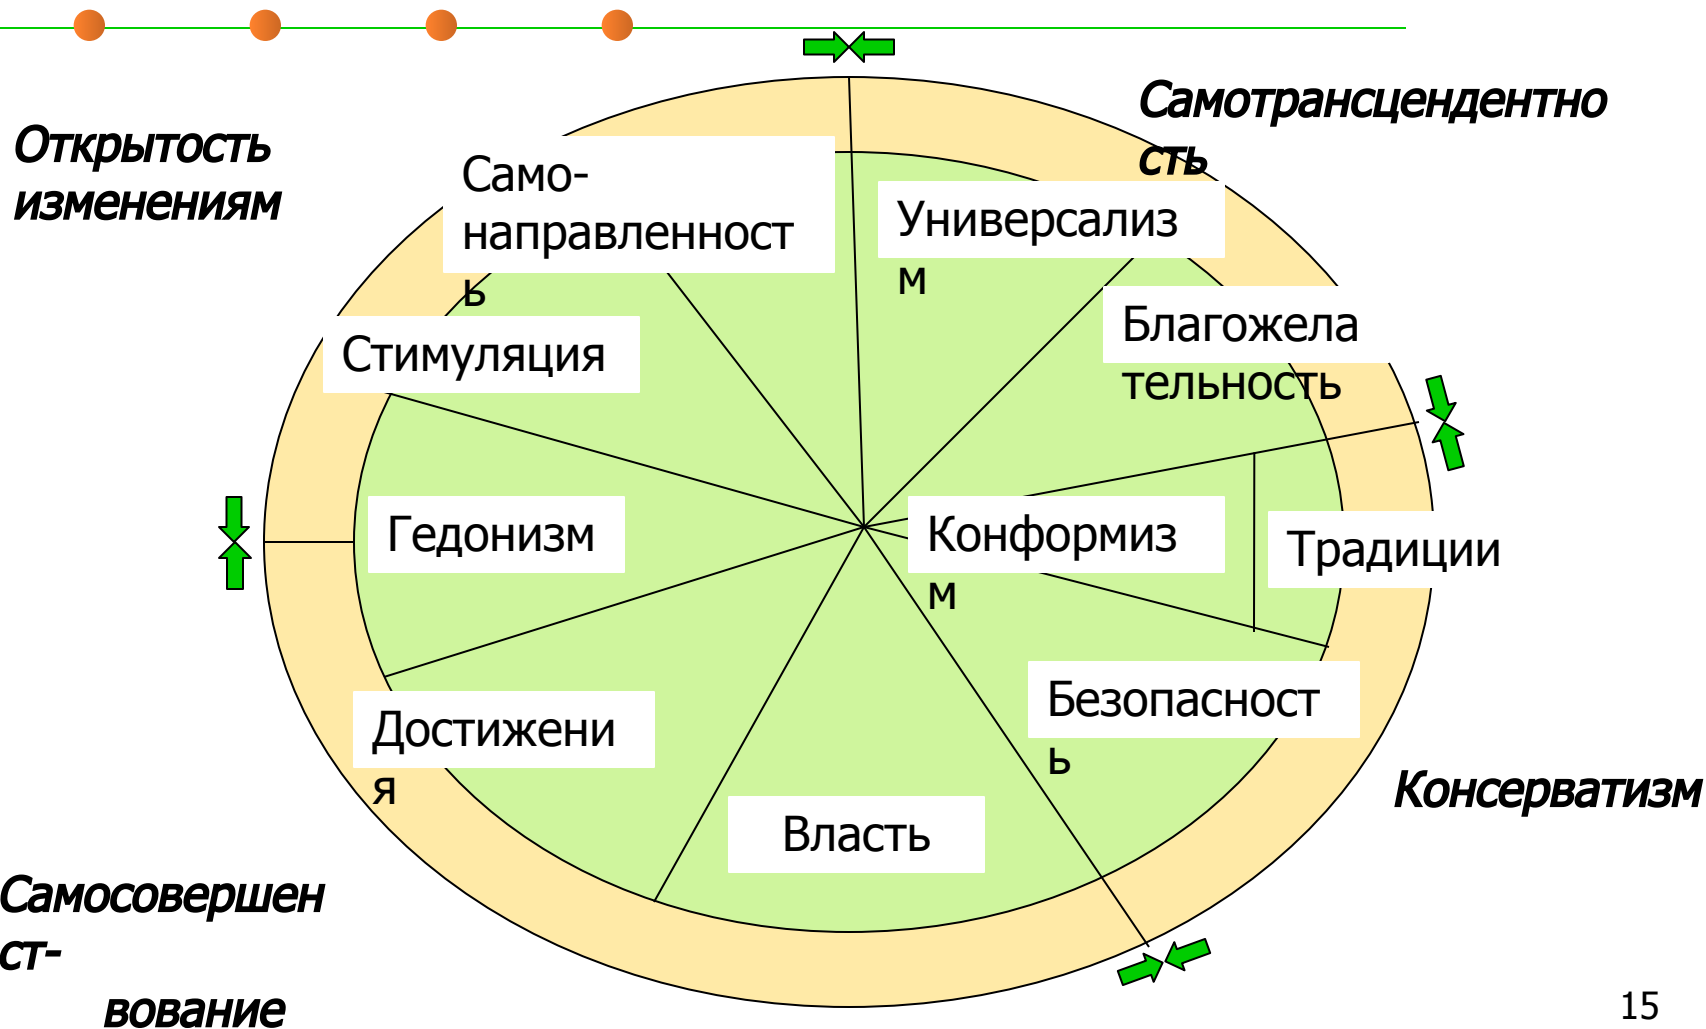 Самотрансцендентно
сть
Открытость
изменениям
Само-
направленност
ь
Универсализ
м
Благожела
тельность
Стимуляция
Гедонизм
Конформиз
м
Традиции
Безопасност
ь
Достижени
я
Власть
Консерватизм
Самосовершен
ст-
вование
15